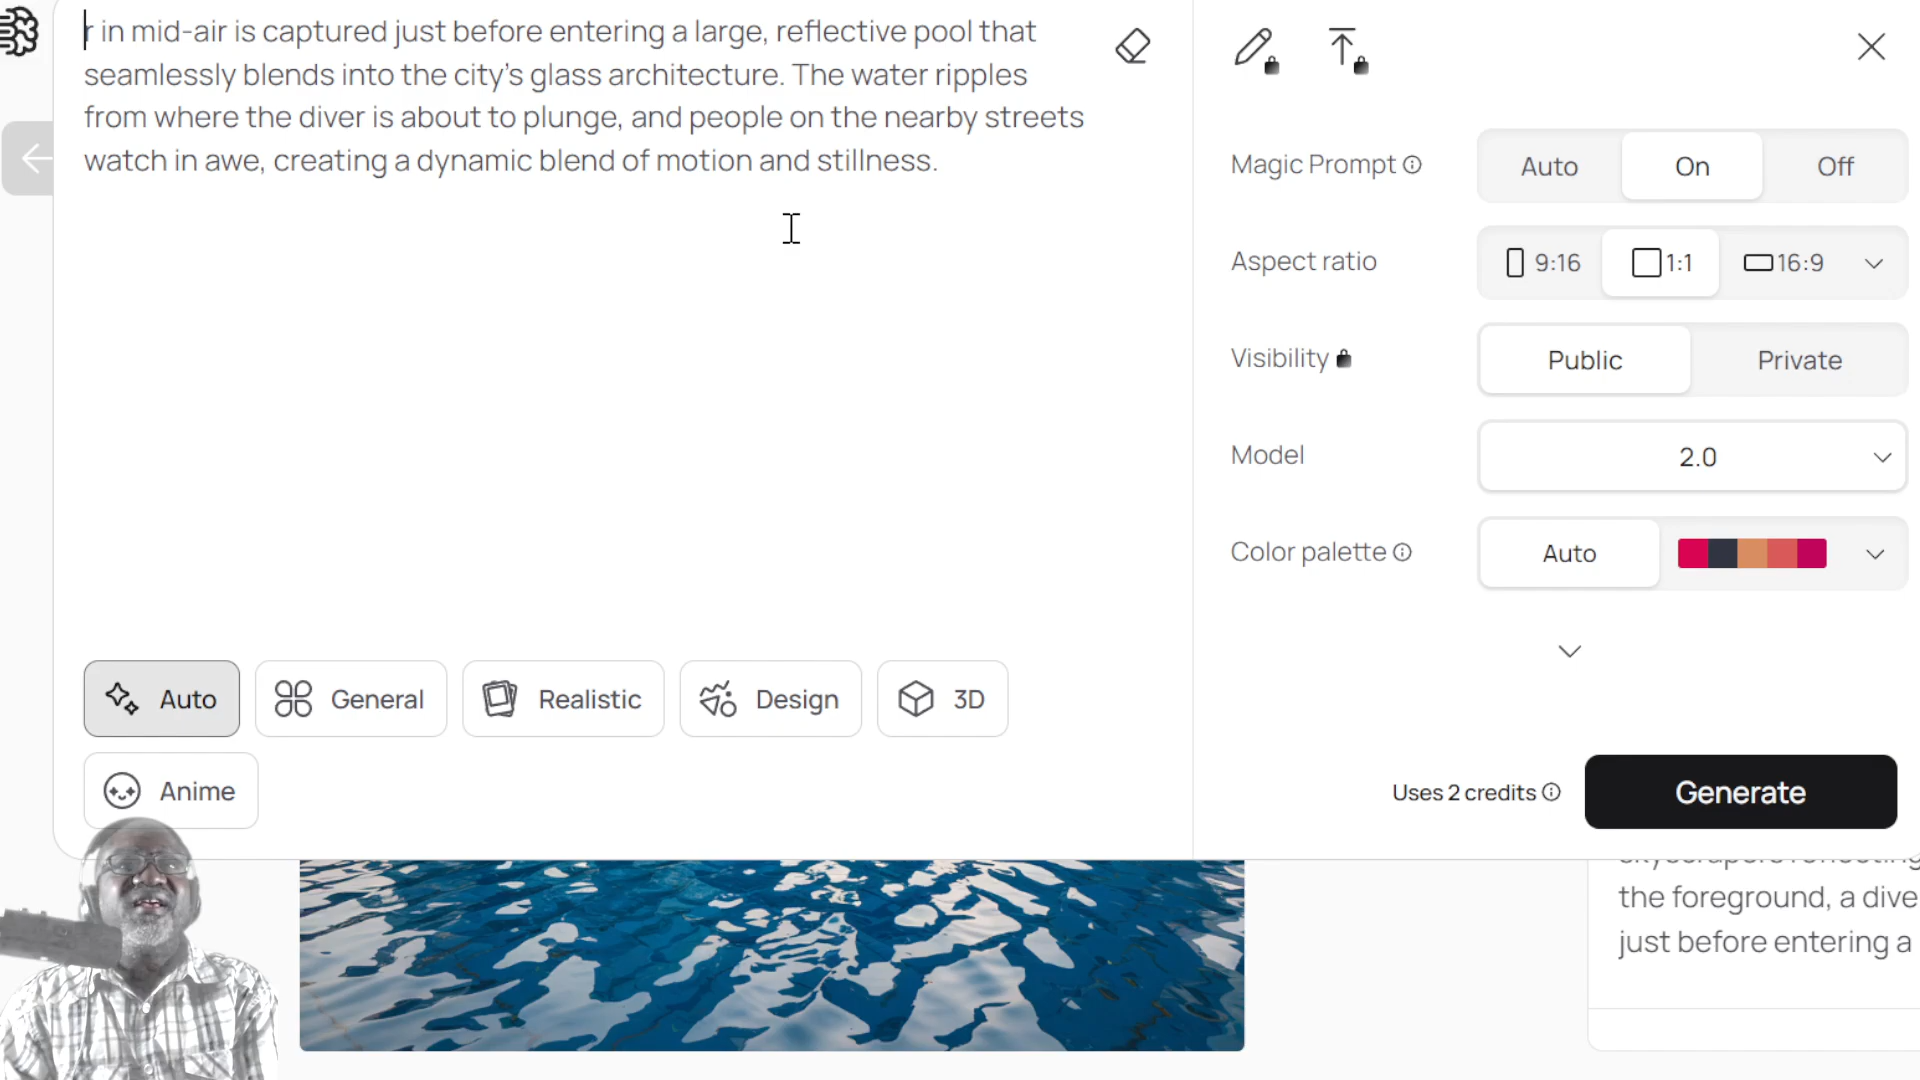 r in mid-air is captured just before entering a large, reflective pool that
seamlessly blends into the city's glass architecture. The water ripples
from where the diver is about to plunge, and people on the nearby streets
watch in awe, creating a dynamic blend of motion and stillness.
Magic Prompt
Auto On Off
Aspect ratio
9:16 1:1 16:9
Visibility
Public Private
Model
2.0
Color palette
Auto
Auto General Realistic Design 3D
Anime
Uses 2 credits
Generate
skyscrapers reflecting
the foreground, a dive
just before entering a